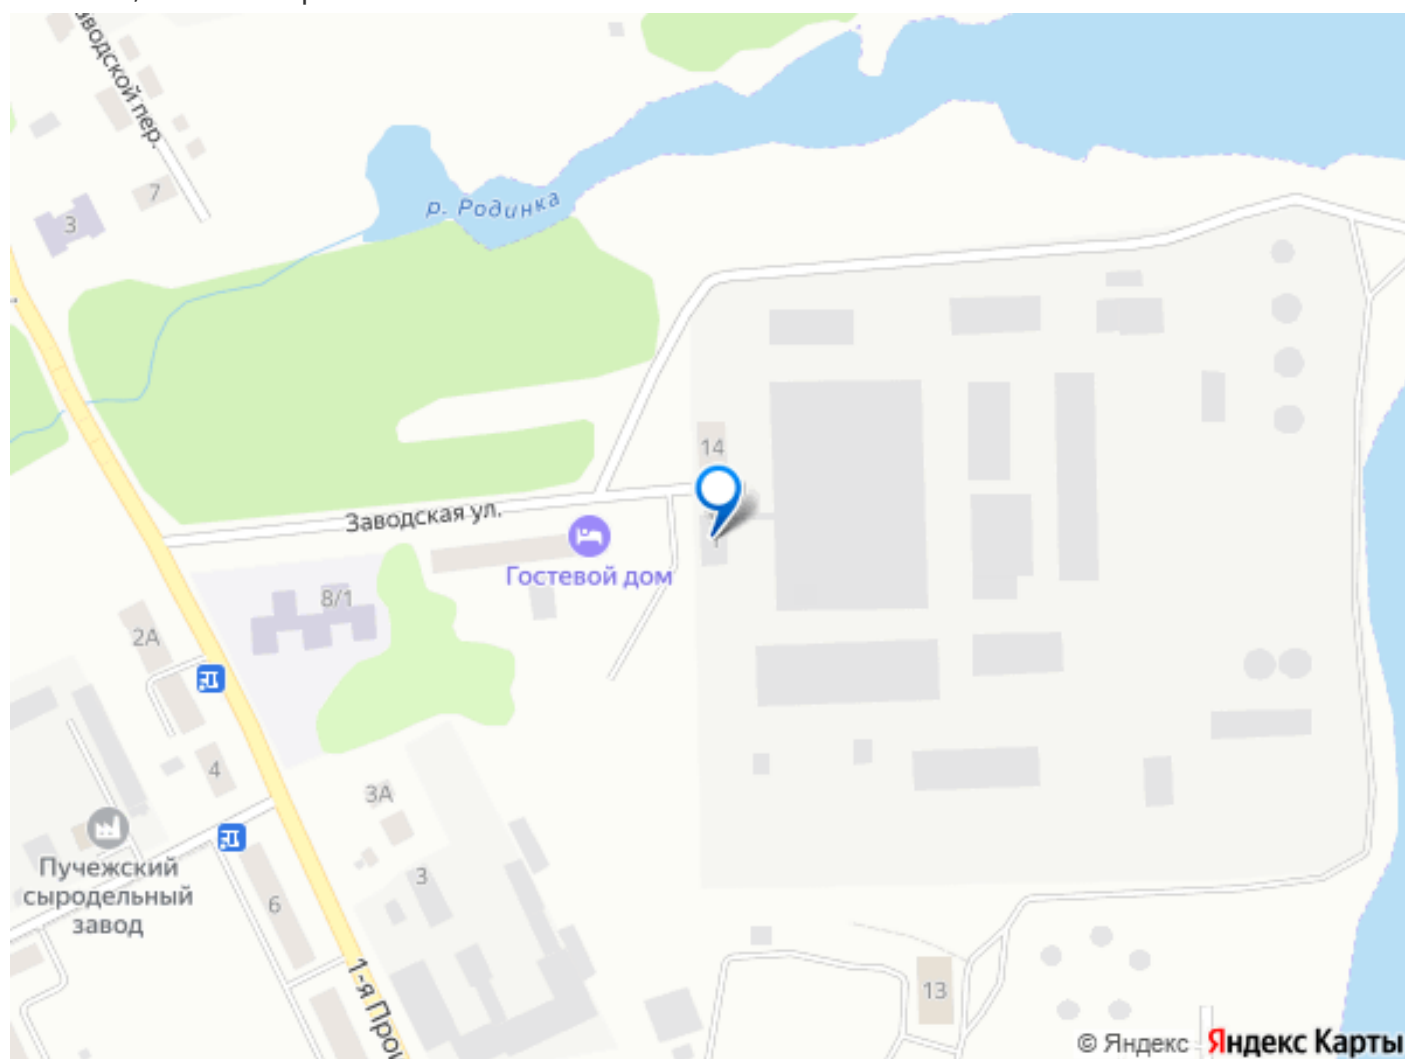 Заводской пер.
7
3
р. Родинка
14
Заводская ул.
1
Гостевой дом
8/1
2А
4
3А
Пучежский
сыродельный
завод
6
3
13
© Яндекс
Яндекс Карты